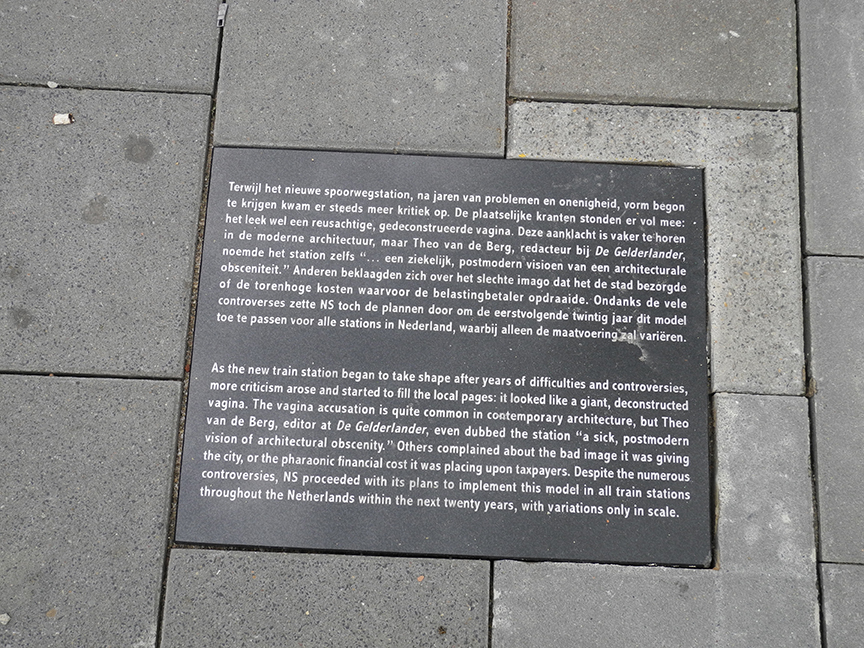 Terwijl het nieuwe spoorwegstation, na jaren van problemen en onenigheid, vorm begon
te krijgen kwam er steeds meer kritiek op. De plaatselijke kranten stonden er vol mee:
het leek wel een reusachtige, gedeconstrueerde vagina. Deze aanklacht is vaker te horen
in de moderne architectuur, maar Theo van de Berg, redacteur bij De Gelderlander,
noemde het station zelfs “... een ziekelijk, postmodern visioen van een architecturale
obsceniteit.” Anderen beklaagden zich over het slechte imago dat het de stad bezorgde
of de torenhoge kosten waarvoor de belastingbetaler opdraaide. Ondanks de vele
controverses zette NS toch de plannen door om de eerstvolgende twintig jaar dit model
toe te passen voor alle stations in Nederland, waarbij alleen de maatvoering zal variëren.
As the new train station began to take shape after years of difficulties and controversies,
more criticism arose and started to fill the local pages: it looked like a giant, deconstructed
vagina. The vagina accusation is quite common in contemporary architecture, but Theo
van de Berg, editor at De Gelderlander, even dubbed the station “a sick, postmodern
vision of architectural obscenity.” Others complained about the bad image it was giving
the city, or the pharaonic financial cost it was placing upon taxpayers. Despite the numerous
controversies, NS proceeded with its plans to implement this model in all train stations
throughout the Netherlands within the next twenty years, with variations only in scale.